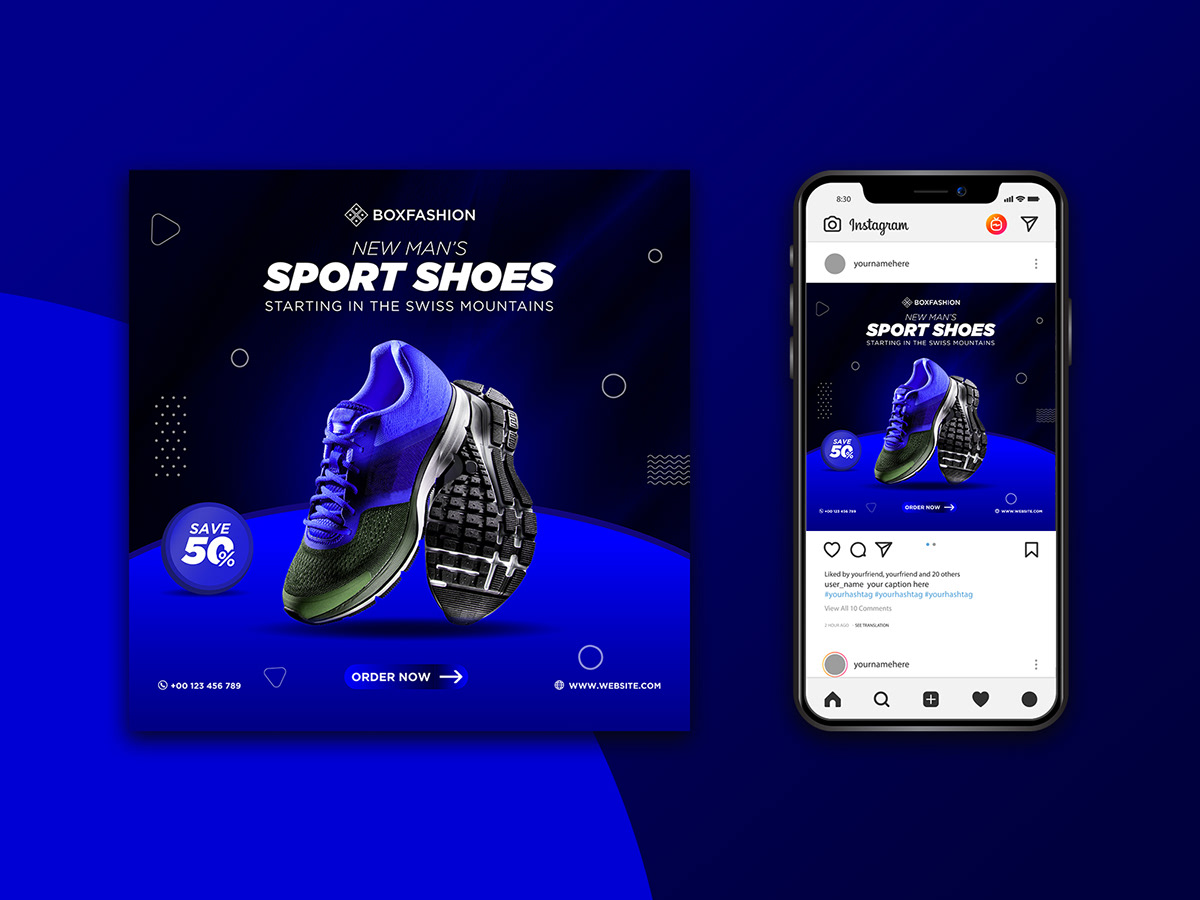 BOXFASHION
NEW MAN'S
SPORT SHOES
STARTING IN THE SWISS MOUNTAINS
SAVE
50%
ORDER NOW
+00 123 456 789
WWW.WEBSITE.COM
8:30
Instagram
yournamehere
BOXFASHION
NEW MAN'S
SPORT SHOES
STARTING IN THE SWISS MOUNTAINS
SAVE
50%
+00 123 456 789
ORDER NOW
WWW.WEBSITE.COM
Liked by yourfriend, yourfriend and 20 others
user_name your caption here
#yourhashtag #yourhashtag #yourhashtag
View All 10 Comments
2 HOUR AGO · SEE TRANSLATION
yournamehere